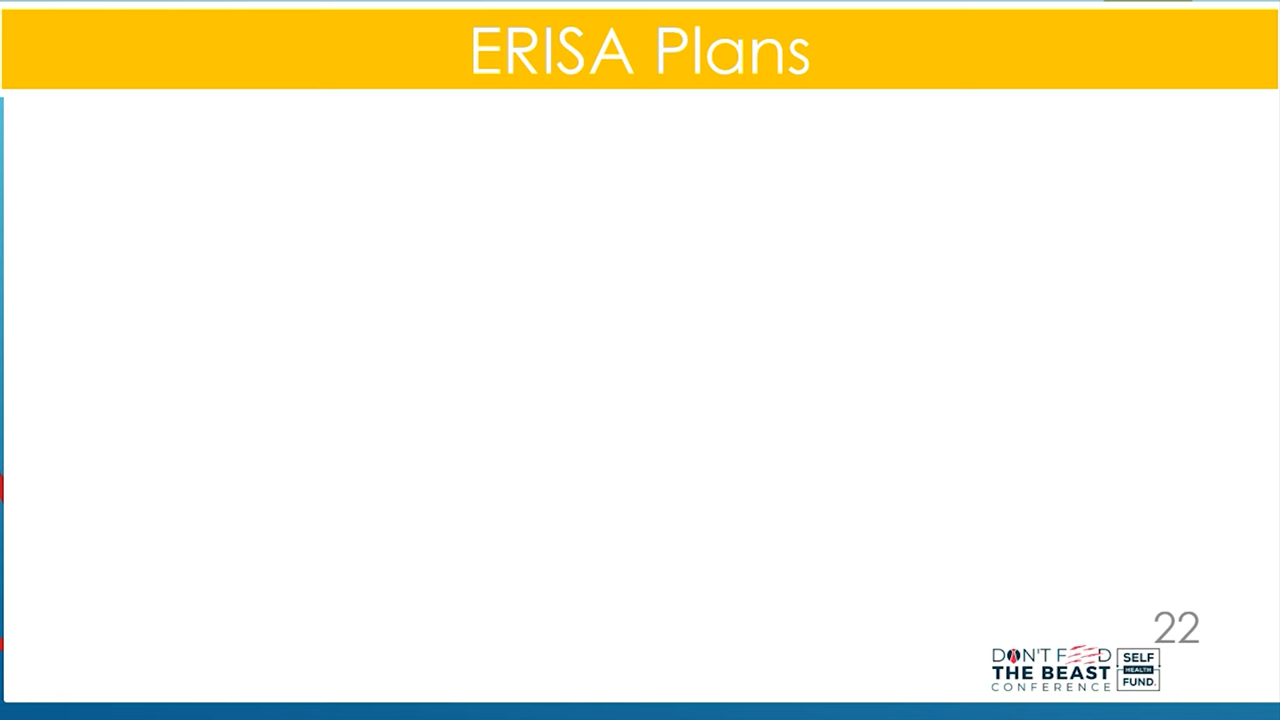 ERISA Plans
22
DON'T FEED
THE BEAST
CONFERENCE
SELF
HEALTH
FUND.